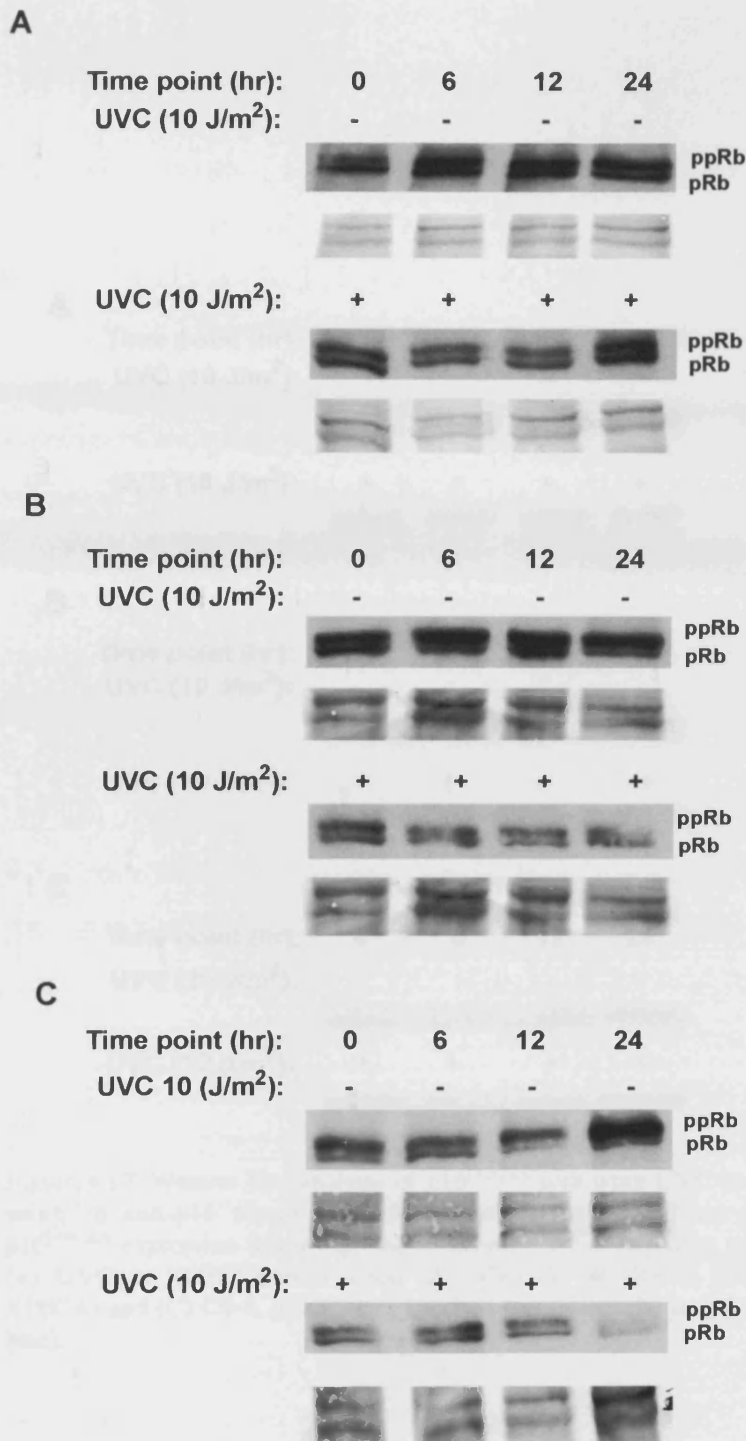 A
Time point (hr): 0 6 12 24
UVC (10 J/m²): - - - -
ppRb
pRb
UVC (10 J/m²): + + + +
ppRb
pRb
B
Time point (hr): 0 6 12 24
UVC (10 J/m²): - - - -
ppRb
pRb
UVC (10 J/m²): + + + +
ppRb
pRb
C
Time point (hr): 0 6 12 24
UVC 10 (J/m²): - - - -
ppRb
pRb
UVC (10 J/m²): + + + +
ppRb
pRb